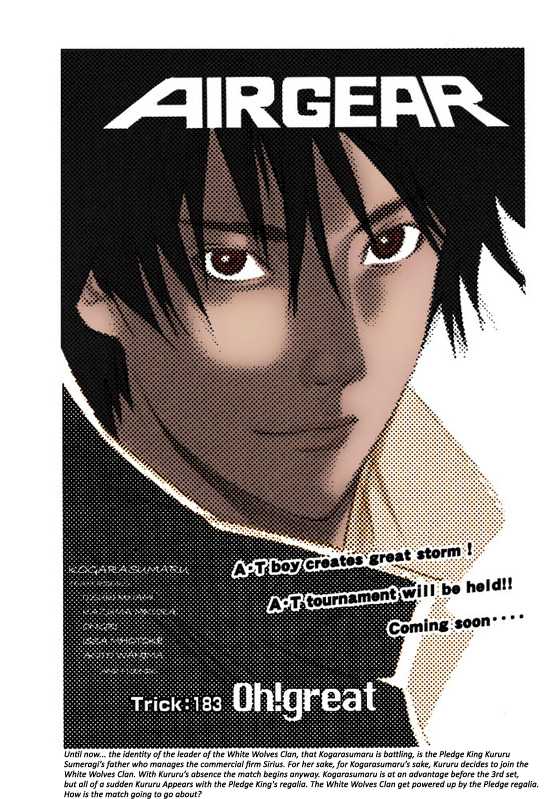 AIRGEAR
A·T boy creates great storm !
A·T tournament will be held!!
Coming soon····
KOGARASUMARU
Trick:183 Oh!great
Until now... the identity of the leader of the White Wolves Clan, that Kogarasumaru is battling, is the Pledge King Kururu
Sumeragi's father who manages the commercial firm Sirius. For her sake, for Kogarasumaru's sake, Kururu decides to join the
White Wolves Clan. With Kururu's absence the match begins anyway. Kogarasumaru is at an advantage before the 3rd set,
but all of a sudden Kururu Appears with the Pledge King's regalia. The White Wolves Clan get powered up by the Pledge regalia.
How is the match going to go about?